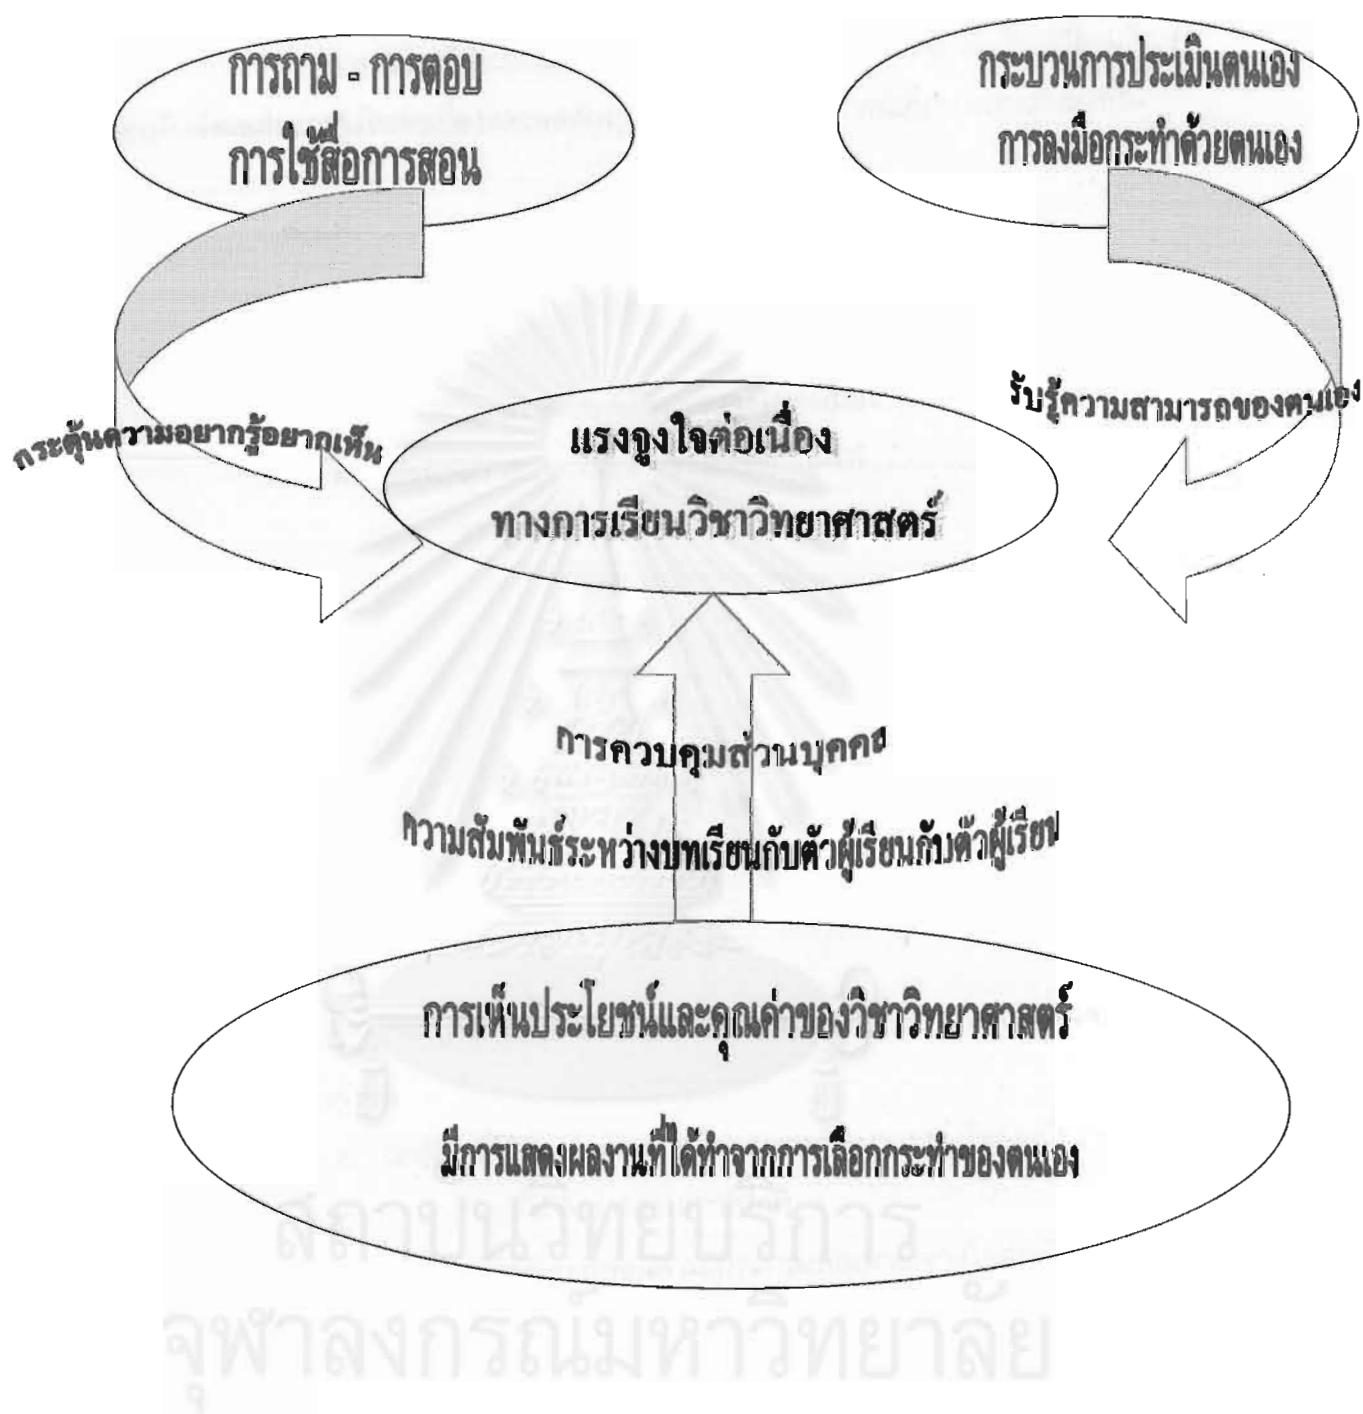 การถาม - การตอบ
การใช้สื่อการสอน
กระบวนการประเมินตนเอง
การลงมือกระทำด้วยตนเอง
กระตุ้นความอยากรู้อยากเห็น
รับรู้ความสามารถของตนเอง
แรงจูงใจต่อเนื่อง
ทางการเรียนวิชาวิทยาศาสตร์
การควบคุมส่วนบุคคล
ความสัมพันธ์ระหว่างบทเรียนกับตัวผู้เรียนกับตัวผู้เรียน
การเห็นประโยชน์และคุณค่าของวิชาวิทยาศาสตร์
มีการแสดงผลงานที่ได้ทำจากการเลือกกระทำของตนเอง
สถาบันวิทยบริการ
จุฬาลงกรณ์มหาวิทยาลัย